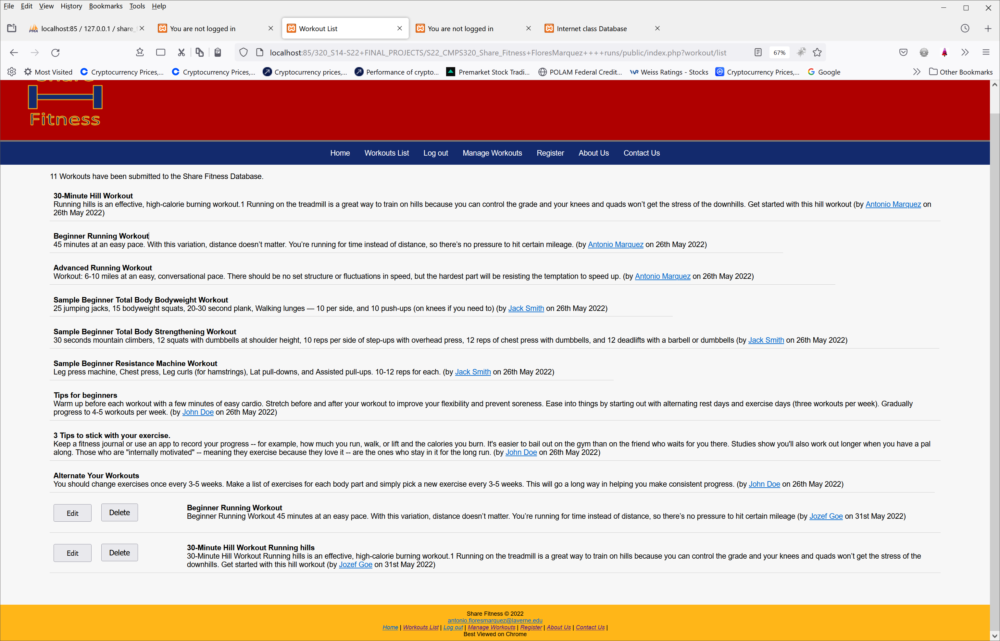 File Edit View History Bookmarks Tools Help
localhost:85 / 127.0.0.1 / share_f
You are not logged in
Workout List
You are not logged in
Internet class Database
localhost:85/320_S14-S22+FINAL_PROJECTS/S22_CMPS320_Share_Fitness+FloresMarquez++++runs/public/index.php?workout/list
67%
Most Visited
Cryptocurrency Prices,...
Cryptocurrency Prices,...
Cryptocurrency prices,...
Performance of crypto...
Premarket Stock Tradi...
POLAM Federal Credit...
Weiss Ratings - Stocks
Cryptocurrency Prices,...
Google
Other Bookmarks
Share
Fitness
Home Workouts List Log out Manage Workouts Register About Us Contact Us
11 Workouts have been submitted to the Share Fitness Database.
30-Minute Hill Workout
Running hills is an effective, high-calorie burning workout.1 Running on the treadmill is a great way to train on hills because you can control the grade and your knees and quads won’t get the stress of the downhills. Get started with this hill workout (by Antonio Marquez on
26th May 2022)
Beginner Running Workout
45 minutes at an easy pace. With this variation, distance doesn’t matter. You’re running for time instead of distance, so there’s no pressure to hit certain mileage. (by Antonio Marquez on 26th May 2022)
Advanced Running Workout
Workout: 6-10 miles at an easy, conversational pace. There should be no set structure or fluctuations in speed, but the hardest part will be resisting the temptation to speed up. (by Antonio Marquez on 26th May 2022)
Sample Beginner Total Body Bodyweight Workout
25 jumping jacks, 15 bodyweight squats, 20-30 second plank, Walking lunges — 10 per side, and 10 push-ups (on knees if you need to) (by Jack Smith on 26th May 2022)
Sample Beginner Total Body Strengthening Workout
30 seconds mountain climbers, 12 squats with dumbbells at shoulder height, 10 reps per side of step-ups with overhead press, 12 reps of chest press with dumbbells, and 12 deadlifts with a barbell or dumbbells (by Jack Smith on 26th May 2022)
Sample Beginner Resistance Machine Workout
Leg press machine, Chest press, Leg curls (for hamstrings), Lat pull-downs, and Assisted pull-ups. 10-12 reps for each. (by Jack Smith on 26th May 2022)
Tips for beginners
Warm up before each workout with a few minutes of easy cardio. Stretch before and after your workout to improve your flexibility and prevent soreness. Ease into things by starting out with alternating rest days and exercise days (three workouts per week). Gradually
progress to 4-5 workouts per week. (by John Doe on 26th May 2022)
3 Tips to stick with your exercise.
Keep a fitness journal or use an app to record your progress -- for example, how much you run, walk, or lift and the calories you burn. It's easier to bail out on the gym than on the friend who waits for you there. Studies show you'll also work out longer when you have a pal
along. Those who are "internally motivated" -- meaning they exercise because they love it -- are the ones who stay in it for the long run. (by John Doe on 26th May 2022)
Alternate Your Workouts
You should change exercises once every 3-5 weeks. Make a list of exercises for each body part and simply pick a new exercise every 3-5 weeks. This will go a long way in helping you make consistent progress. (by John Doe on 26th May 2022)
Edit Delete
Beginner Running Workout
Beginner Running Workout 45 minutes at an easy pace. With this variation, distance doesn’t matter. You’re running for time instead of distance, so there’s no pressure to hit certain mileage (by Jozef Goe on 31st May 2022)
Edit Delete
30-Minute Hill Workout Running hills
30-Minute Hill Workout Running hills is an effective, high-calorie burning workout.1 Running on the treadmill is a great way to train on hills because you can control the grade and your knees and quads won’t get the stress of the
downhills. Get started with this hill workout (by Jozef Goe on 31st May 2022)
Share Fitness © 2022
antonio.floresmarquez@laverne.edu
Home | Workouts List | Log out | Manage Workouts | Register | About Us | Contact Us |
Best Viewed on Chrome